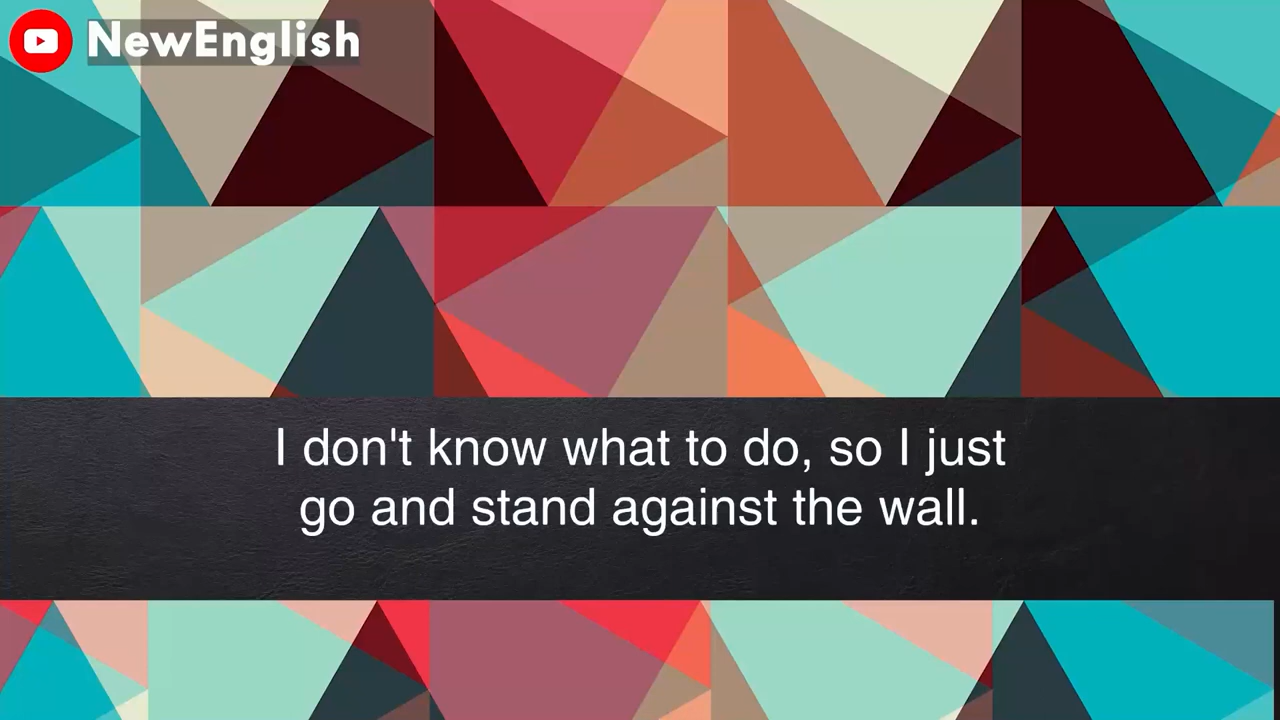 NewEnglish
I don't know what to do, so I just
go and stand against the wall.